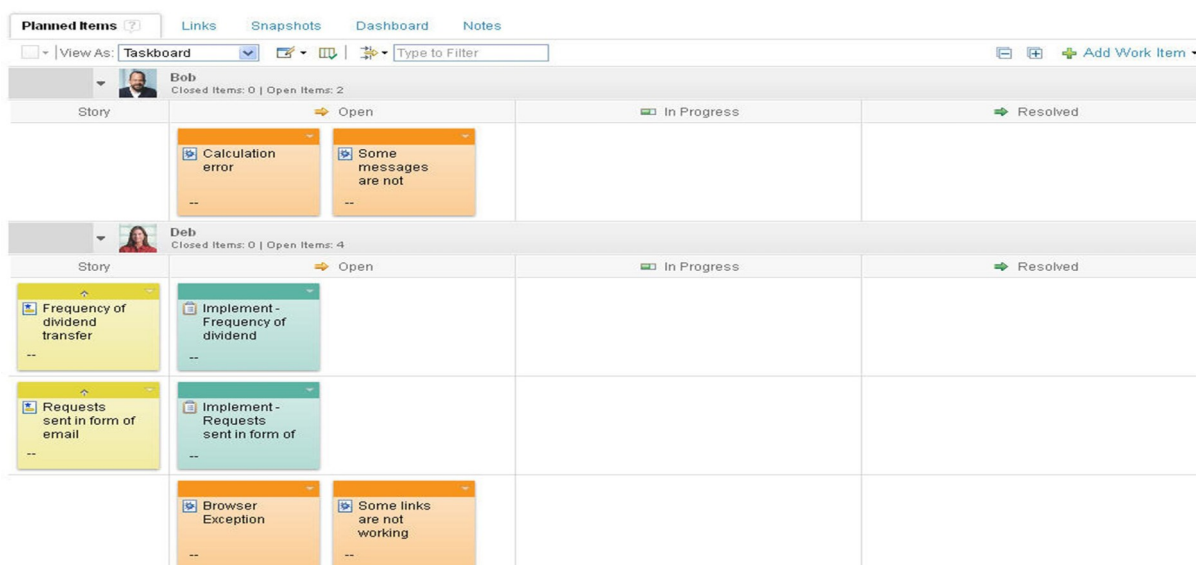 Planned Items ? Links Snapshots Dashboard Notes
View As: Taskboard Type to Filter Add Work Item
Bob
Closed Items: 0 | Open Items: 2
Story Open In Progress Resolved
Calculation
error
--
Some
messages
are not
--
Deb
Closed Items: 0 | Open Items: 4
Story Open In Progress Resolved
Frequency of
dividend
transfer
--
Implement -
Frequency of
dividend
--
Requests
sent in form of
email
--
Implement -
Requests
sent in form of
--
Browser
Exception
--
Some links
are not
working
--